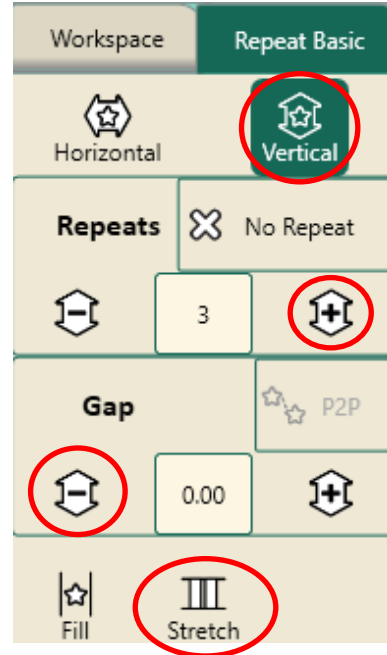 Workspace Repeat Basic
Horizontal Vertical
Repeats No Repeat
3
Gap P2P
0.00
Fill Stretch